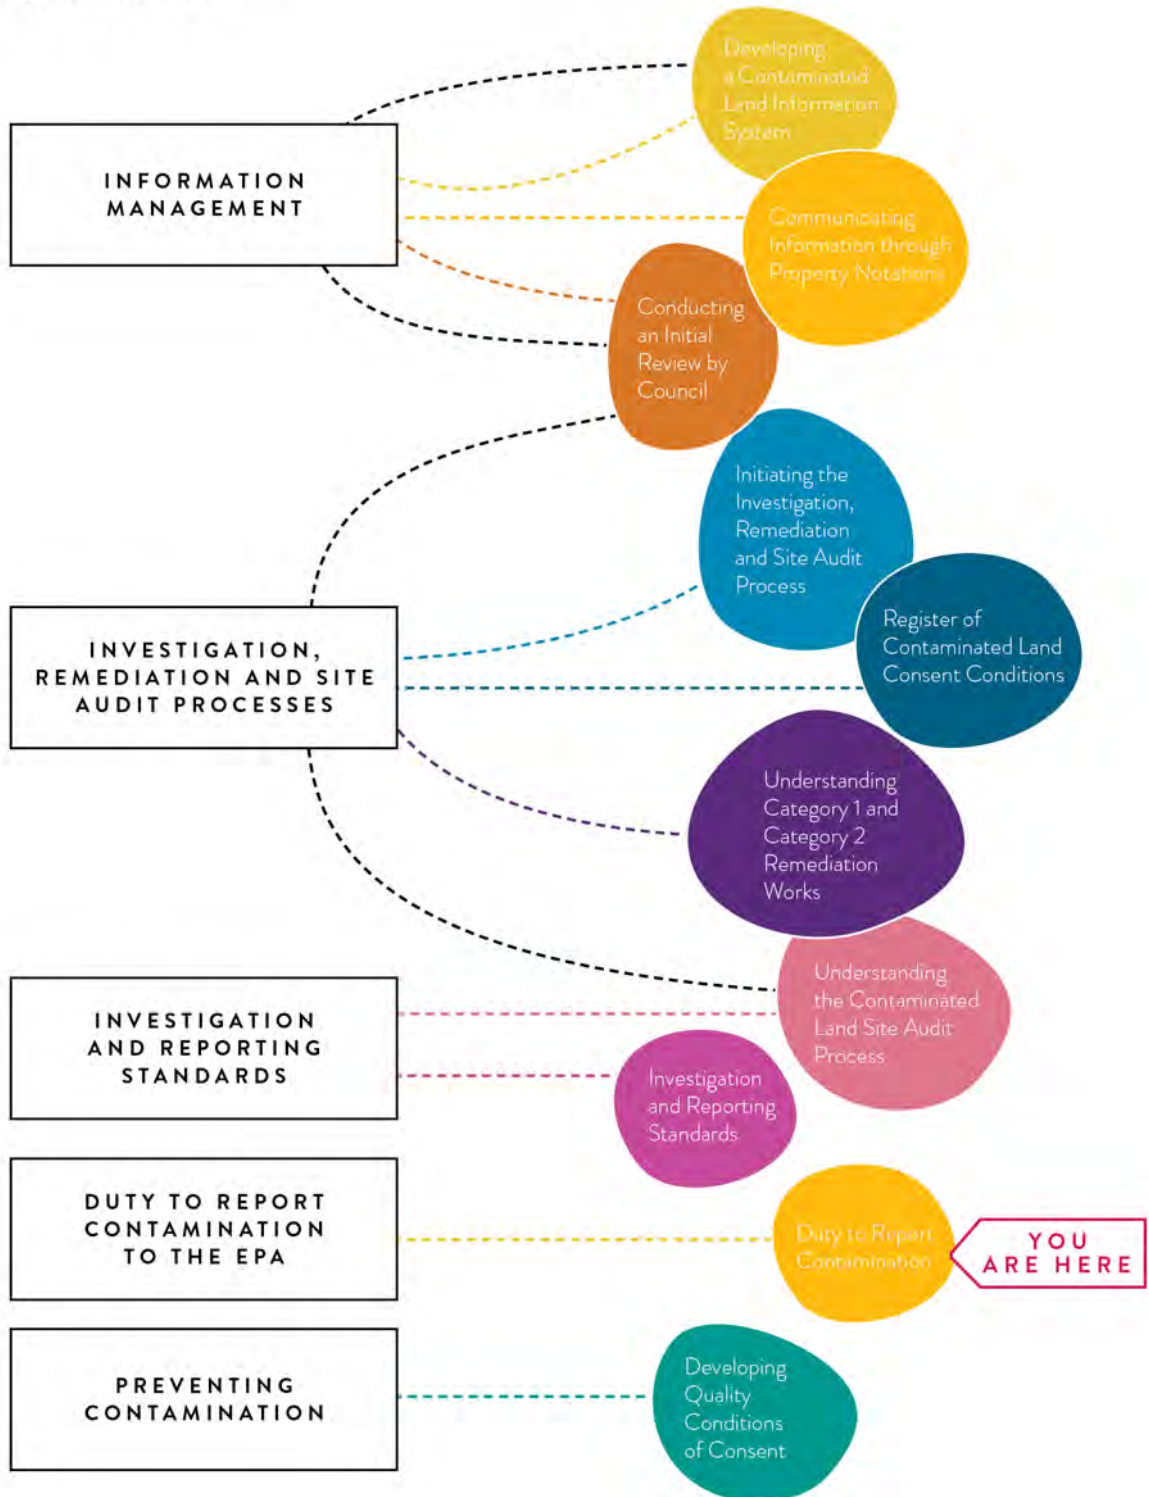 Developing
a Contaminated
Land Information
System
INFORMATION
MANAGEMENT
Communicating
Information through
Property Notations
Conducting
an Initial
Review by
Council
Initiating the
Investigation,
Remediation
and Site Audit
Process
Register of
Contaminated Land
Consent Conditions
INVESTIGATION,
REMEDIATION AND SITE
AUDIT PROCESSES
Understanding
Category 1 and
Category 2
Remediation
Works
Understanding
the Contaminated
Land Site Audit
Process
INVESTIGATION
AND REPORTING
STANDARDS
Investigation
and Reporting
Standards
DUTY TO REPORT
CONTAMINATION
TO THE EPA
Duty to Report
Contamination
YOU
ARE HERE
PREVENTING
CONTAMINATION
Developing
Quality
Conditions
of Consent